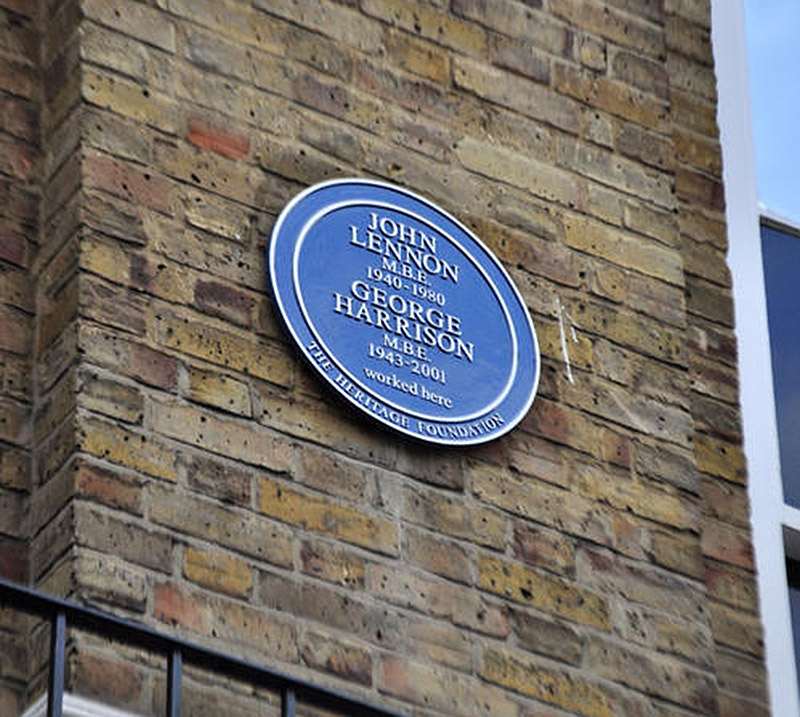 JOHN
LENNON
M.B.E.
1940-1980
GEORGE
HARRISON
M.B.E.
1943-2001
worked here
THE HERITAGE FOUNDATION